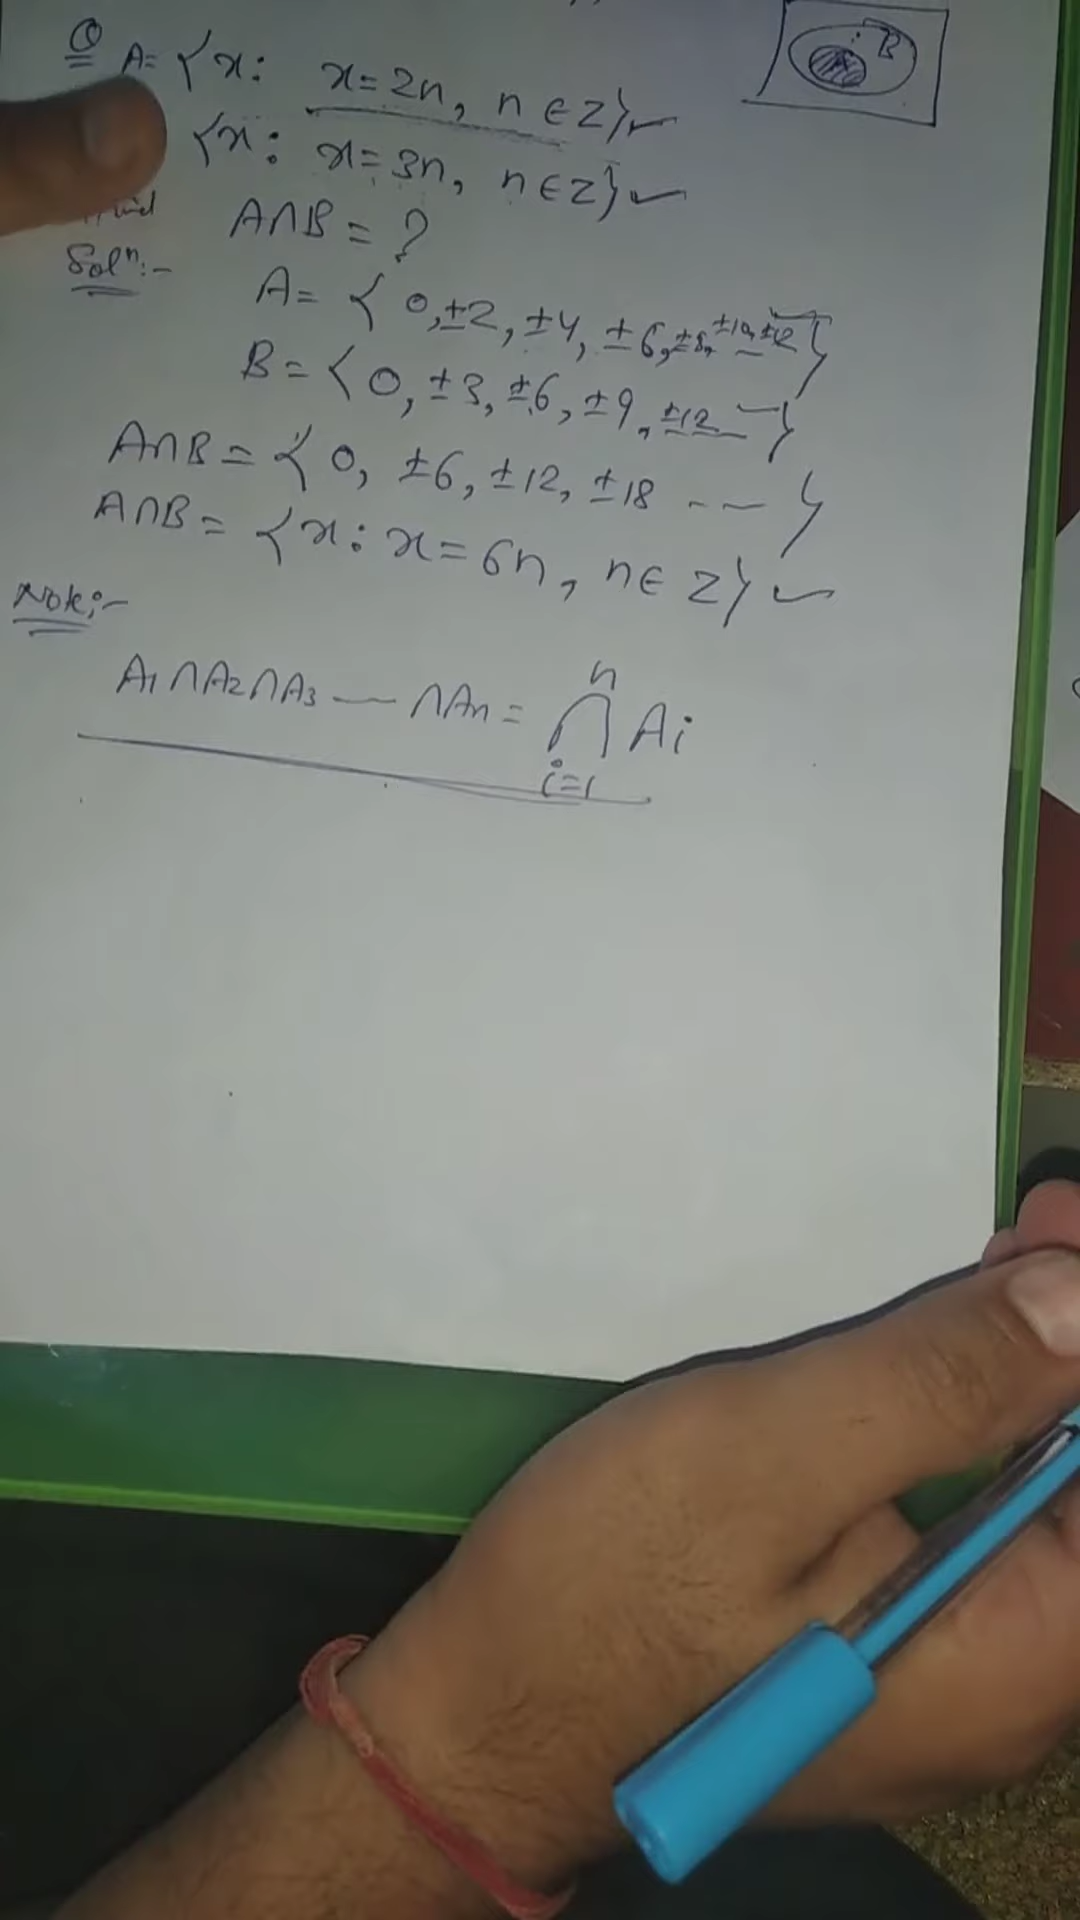 Q A= {x: x=2n, n∈Z}✓
{x: x=3n, n∈Z}✓
A∩B = ?
Solⁿ:-
A= { 0,±2, ±4, ±6,±8,±10,±12 }
B= { 0, ±3, ±6, ±9, ±12 -- }
A∩B = { 0, ±6, ±12, ±18 --- }
A∩B = {x: x=6n, n∈Z} ✓
Note:-
A₁∩A₂∩A₃ — ∩Aₙ = ⋂ⁿᵢ₌₁ Aᵢ
A B